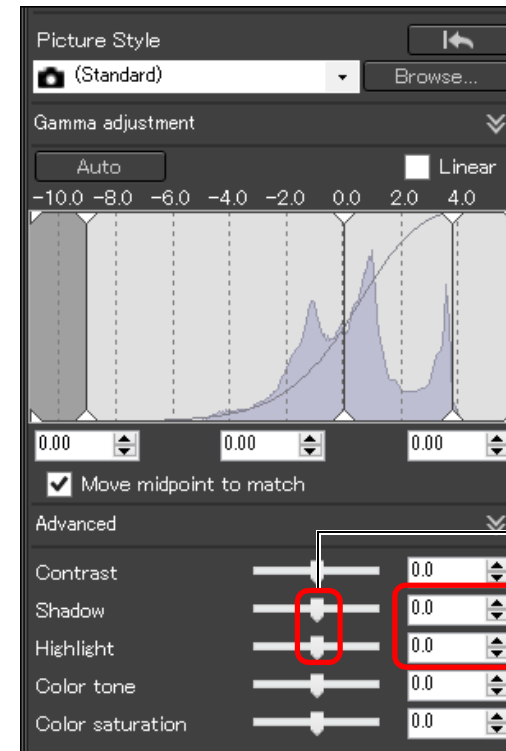 Picture Style
(Standard)
Browse...
Gamma adjustment
Auto
Linear
-10.0 -8.0 -6.0 -4.0 -2.0 0.0 2.0 4.0
0.00 0.00 0.00
Move midpoint to match
Advanced
Contrast 0.0
Shadow 0.0
Highlight 0.0
Color tone 0.0
Color saturation 0.0